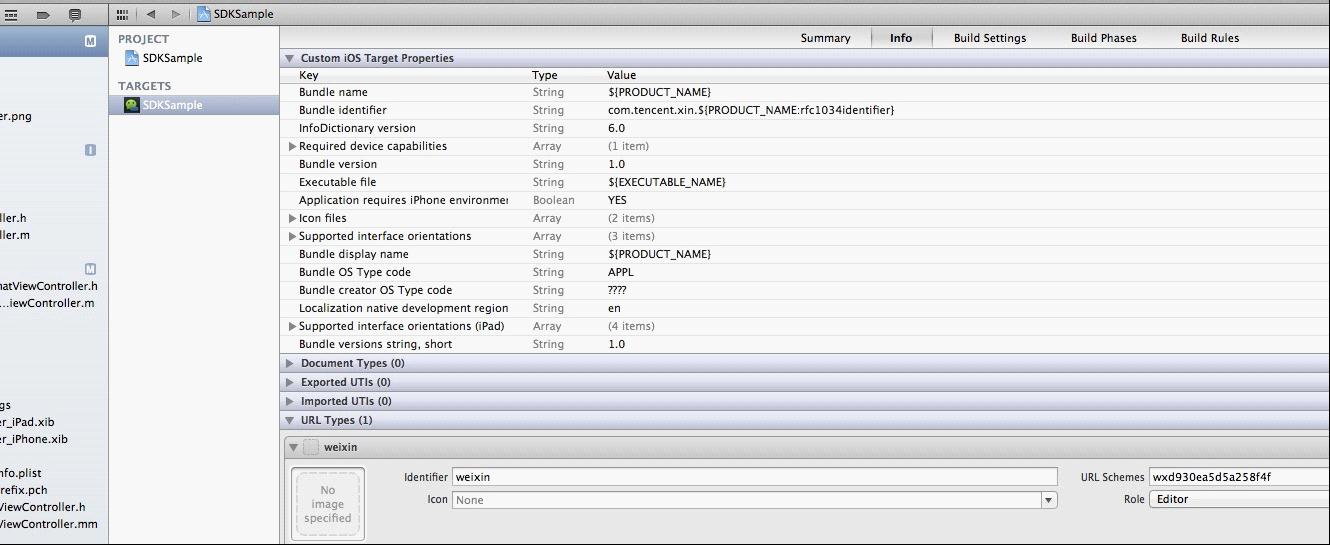 SDKSample
M
PROJECT
SDKSample
TARGETS
SDKSample
er.png
I
ller.h
ller.m
M
natViewController.h
...iewController.m
gs
er_iPad.xib
er_iPhone.xib
nfo.plist
refix.pch
ViewController.h
ViewController.mm
Summary Info Build Settings Build Phases Build Rules
Custom iOS Target Properties
Key Type Value
Bundle name String ${PRODUCT_NAME}
Bundle identifier String com.tencent.xin.${PRODUCT_NAME:rfc1034identifier}
InfoDictionary version String 6.0
Required device capabilities Array (1 item)
Bundle version String 1.0
Executable file String ${EXECUTABLE_NAME}
Application requires iPhone environmer Boolean YES
Icon files Array (2 items)
Supported interface orientations Array (3 items)
Bundle display name String ${PRODUCT_NAME}
Bundle OS Type code String APPL
Bundle creator OS Type code String ????
Localization native development region String en
Supported interface orientations (iPad) Array (4 items)
Bundle versions string, short String 1.0
Document Types (0)
Exported UTIs (0)
Imported UTIs (0)
URL Types (1)
weixin
No
image
specified
Identifier weixin URL Schemes wxd930ea5d5a258f4f
Icon None Role Editor